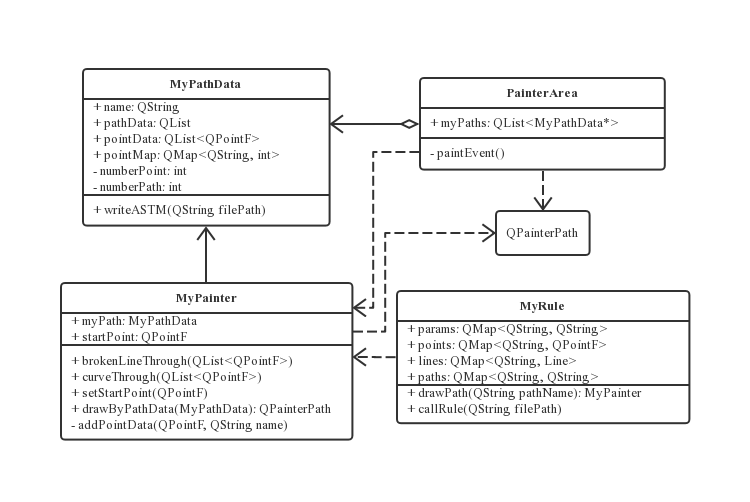 MyPathData
+ name: QString
+ pathData: QList
+ pointData: QList<QPointF>
+ pointMap: QMap<QString, int>
- numberPoint: int
- numberPath: int
+ writeASTM(QString filePath)
PainterArea
+ myPaths: QList<MyPathData*>
- paintEvent()
QPainterPath
MyPainter
+ myPath: MyPathData
+ startPoint: QPointF
+ brokenLineThrough(QList<QPointF>)
+ curveThrough(QList<QPointF>)
+ setStartPoint(QPointF)
+ drawByPathData(MyPathData): QPainterPath
- addPointData(QPointF, QString name)
MyRule
+ params: QMap<QString, QString>
+ points: QMap<QString, QPointF>
+ lines: QMap<QString, Line>
+ paths: QMap<QString, QString>
+ drawPath(QString pathName): MyPainter
+ callRule(QString filePath)